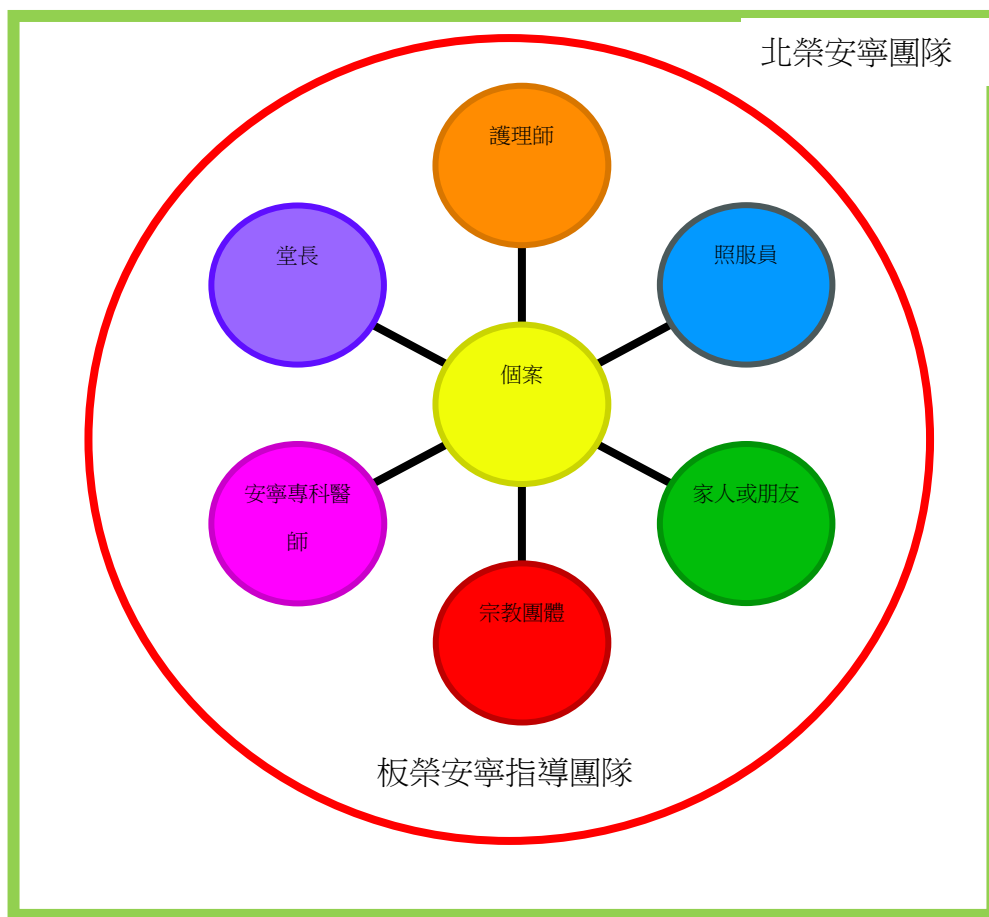 北榮安寧團隊
護理師
堂長
照服員
個案
安寧專科醫
師
家人或朋友
宗教團體
板榮安寧指導團隊